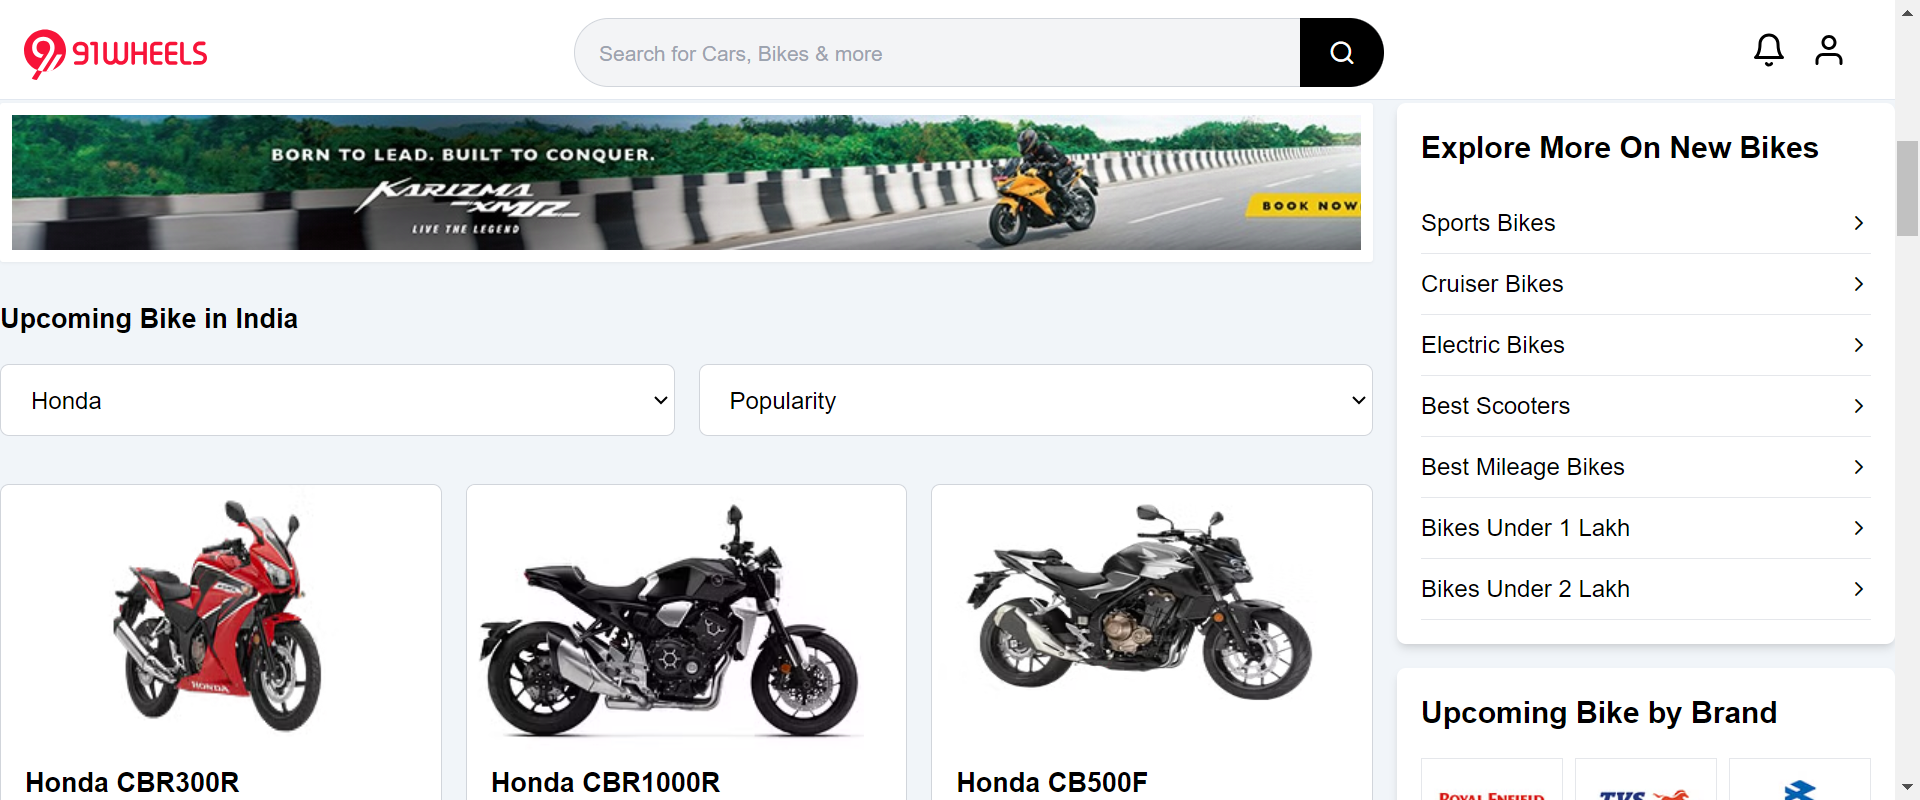 91WHEELS
Search for Cars, Bikes & more
BORN TO LEAD. BUILT TO CONQUER.
KARIZMA
XMR
LIVE THE LEGEND
BOOK NOW
Upcoming Bike in India
Honda
Popularity
HONDA
Honda CBR300R
Honda CBR1000R
Honda CB500F
Explore More On New Bikes
Sports Bikes
Cruiser Bikes
Electric Bikes
Best Scooters
Best Mileage Bikes
Bikes Under 1 Lakh
Bikes Under 2 Lakh
Upcoming Bike by Brand
ROYAL ENFIELD
TVS